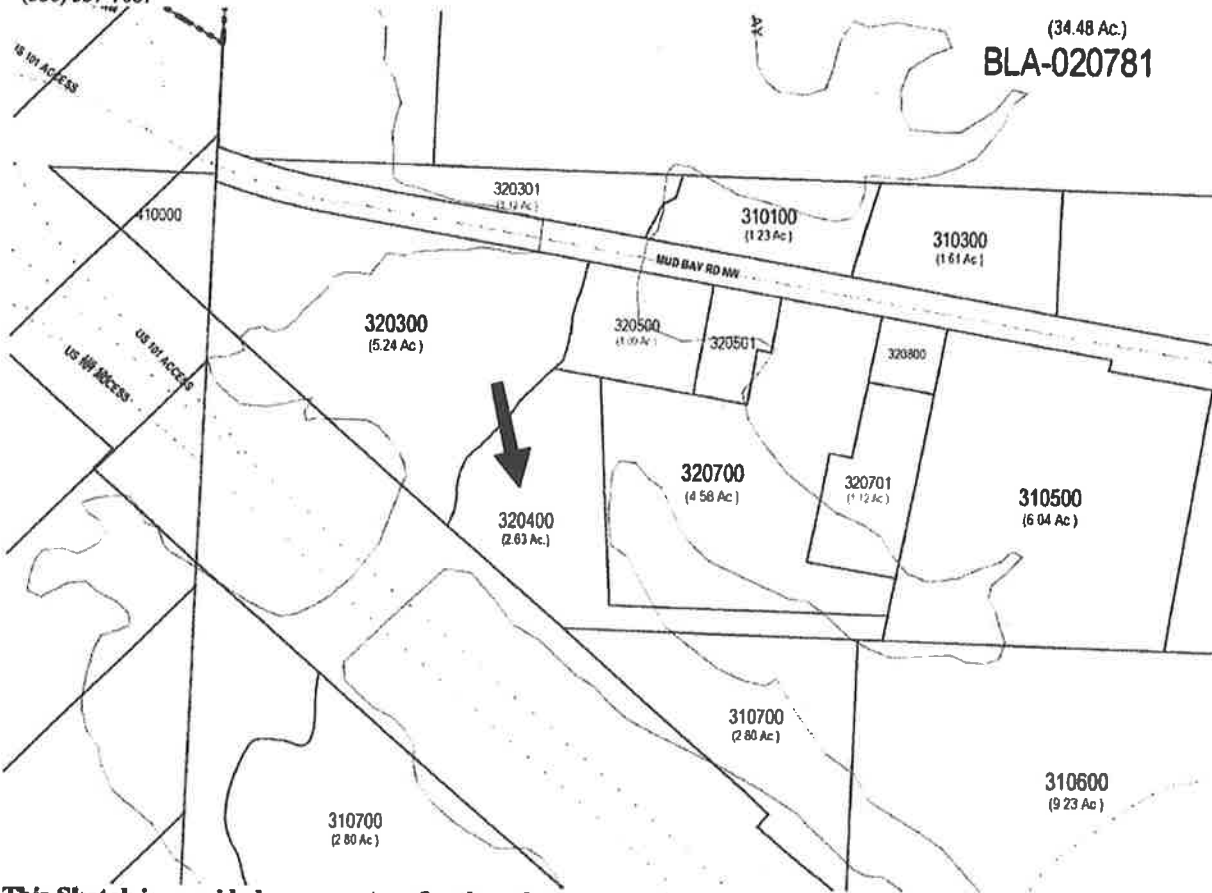 (34.48 Ac.)
BLA-020781
US 101 ACCESS
410000
320301
310100
(1.23 Ac)
310300
(1.61 Ac)
MUD BAY RD NW
320300
(5.24 Ac)
320500
320501
320800
US 101 ACCESS
320400
(2.63 Ac.)
320700
(4.58 Ac)
320701
(1.12 Ac)
310500
(6.04 Ac)
310700
(2.80 Ac)
310600
(9.23 Ac)
310700
(2.80 Ac)